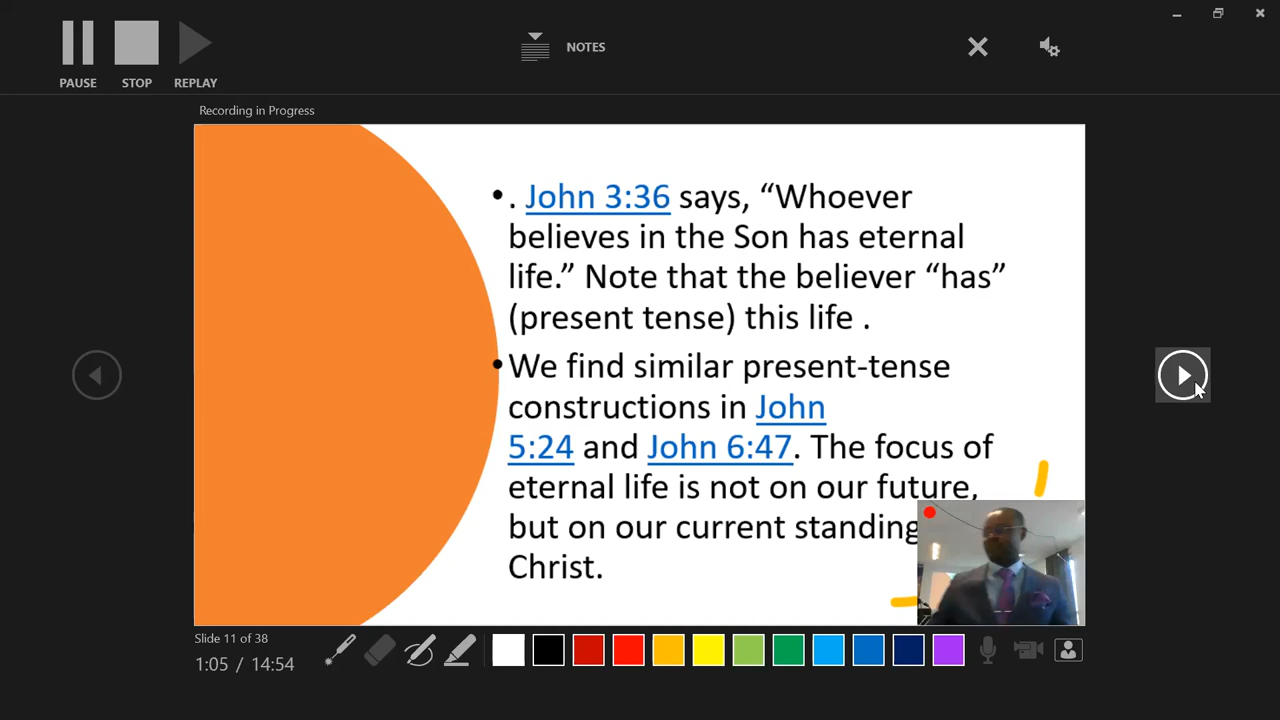 NOTES
PAUSE STOP REPLAY
Recording in Progress
• . John 3:36 says, “Whoever
believes in the Son has eternal
life.” Note that the believer “has”
(present tense) this life .
• We find similar present-tense
constructions in John
5:24 and John 6:47. The focus of
eternal life is not on our future,
but on our current standing
Christ.
Slide 11 of 38
1:05 / 14:54